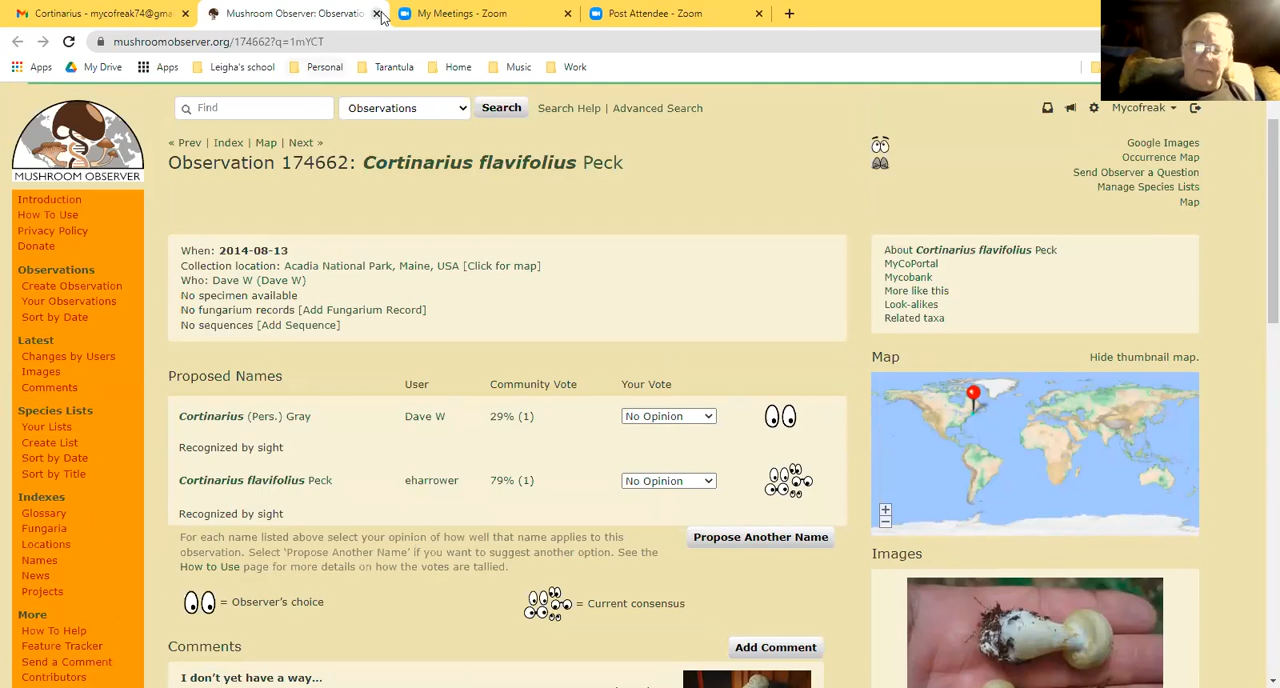 Cortinarius - mycofreak74@gma
Mushroom Observer: Observatio
My Meetings - Zoom
Post Attendee - Zoom
mushroomobserver.org/174662?q=1mYCT
Apps
My Drive
Apps
Leigha's school
Personal
Tarantula
Home
Music
Work
Find
Observations
Search
Search Help | Advanced Search
Mycofreak
MUSHROOM OBSERVER
« Prev | Index | Map | Next »
Observation 174662: Cortinarius flavifolius Peck
Google Images
Occurrence Map
Send Observer a Question
Manage Species Lists
Map
Introduction
How To Use
Privacy Policy
Donate
Observations
Create Observation
Your Observations
Sort by Date
Latest
Changes by Users
Images
Comments
Species Lists
Your Lists
Create List
Sort by Date
Sort by Title
Indexes
Glossary
Fungaria
Locations
Names
News
Projects
More
How To Help
Feature Tracker
Send a Comment
Contributors
When: 2014-08-13
Collection location: Acadia National Park, Maine, USA [Click for map]
Who: Dave W (Dave W)
No specimen available
No fungarium records [Add Fungarium Record]
No sequences [Add Sequence]
About Cortinarius flavifolius Peck
MyCoPortal
Mycobank
More like this
Look-alikes
Related taxa
Proposed Names
User
Community Vote
Your Vote
Cortinarius (Pers.) Gray
Dave W
29% (1)
No Opinion
Recognized by sight
Cortinarius flavifolius Peck
eharrower
79% (1)
No Opinion
Recognized by sight
For each name listed above select your opinion of how well that name applies to this
observation. Select ‘Propose Another Name’ if you want to suggest another option. See the
How to Use page for more details on how the votes are tallied.
Propose Another Name
= Observer's choice
= Current consensus
Comments
Add Comment
I don't yet have a way...
Map
Hide thumbnail map.
+
−
Images